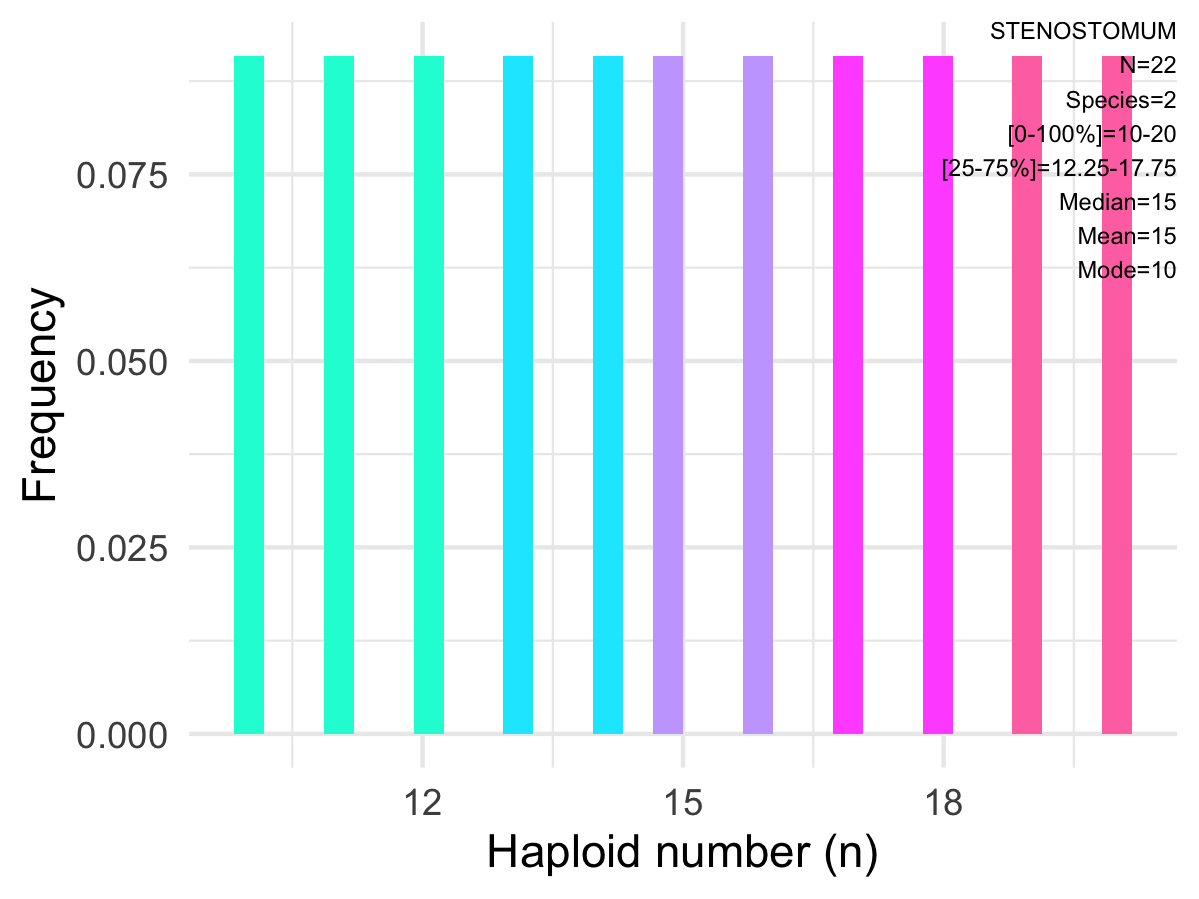 STENOSTOMUM
N=22
Species=2
[0-100%]=10-20
[25-75%]=12.25-17.75
Median=15
Mean=15
Mode=10
0.075
0.050
0.025
0.000
Frequency
12 15 18
Haploid number (n)